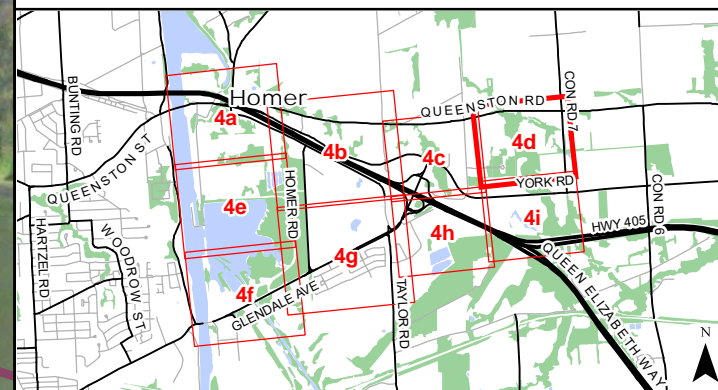 Homer
BUNTING RD
QUEENSTON ST
HARTZEL RD
WOODROW ST
HOMER RD
GLENDALE AVE
TAYLOR RD
QUEENSTON RD
CON RD 7
YORK RD
CON RD 6
HWY 405
QUEEN ELIZABETH WAY
4a
4b
4c
4d
4e
4f
4g
4h
4i
N